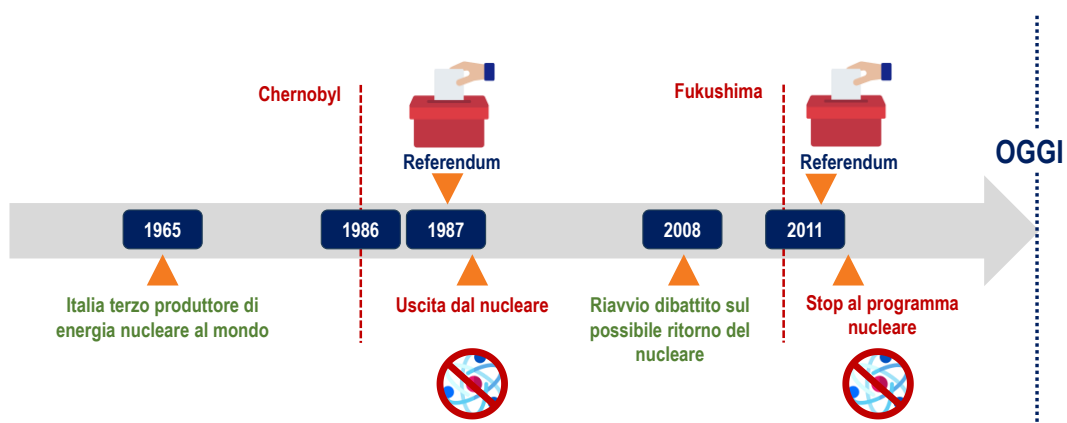 Chernobyl
Referendum
Fukushima
Referendum
OGGI
1965
1986
1987
2008
2011
Italia terzo produttore di
energia nucleare al mondo
Uscita dal nucleare
Riavvio dibattito sul
possibile ritorno del
nucleare
Stop al programma
nucleare